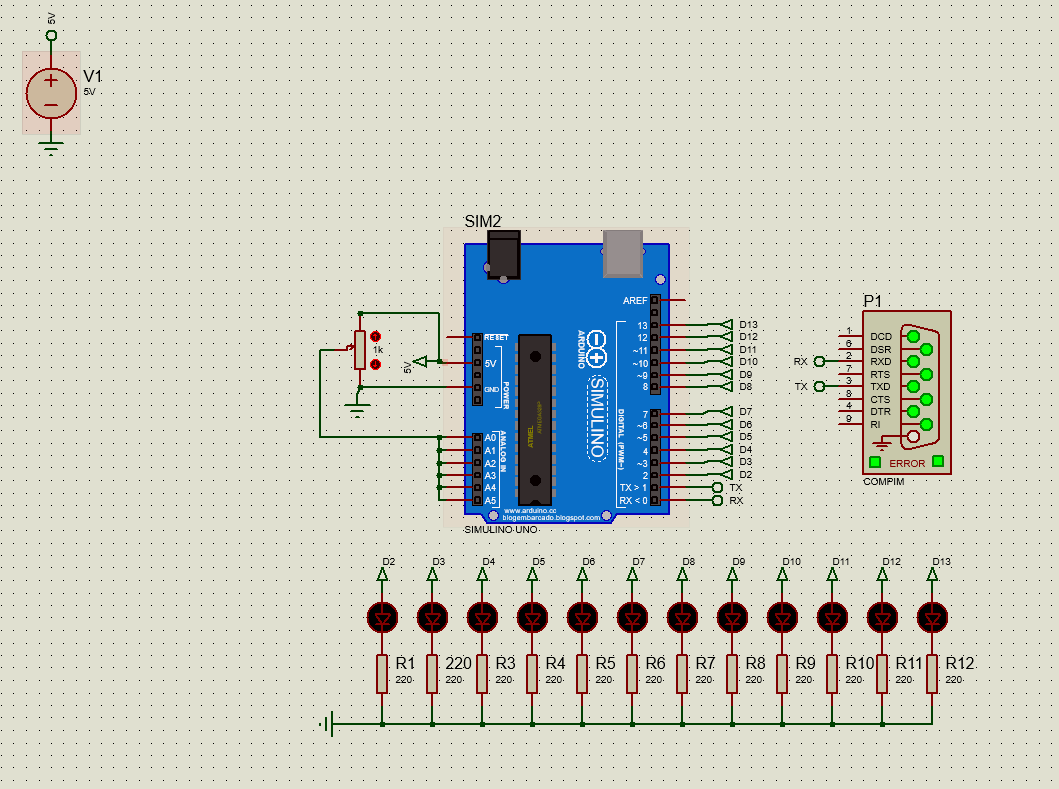 5V
V1
5V
SIM2
AREF
RESET
5V
GND
POWER
1k
5V
A0
A1
A2
A3
A4
A5
ANALOG IN
ATMEL
ARDUINO
SIMULINO
DIGITAL (PWM~)
13
12
~11
~10
~9
8
7
~6
~5
4
~3
2
TX > 1
RX < 0
D13
D12
D11
D10
D9
D8
D7
D6
D5
D4
D3
D2
TX
RX
www.arduino.cc
blogembarcado.blogspot.com
SIMULINO UNO
P1
RX
TX
1
6
2
7
3
8
4
9
DCD
DSR
RXD
RTS
TXD
CTS
DTR
RI
ERROR
COMPIM
D2 D3 D4 D5 D6 D7 D8 D9 D10 D11 D12 D13
R1 220 R3 R4 R5 R6 R7 R8 R9 R10 R11 R12
220 220 220 220 220 220 220 220 220 220 220 220